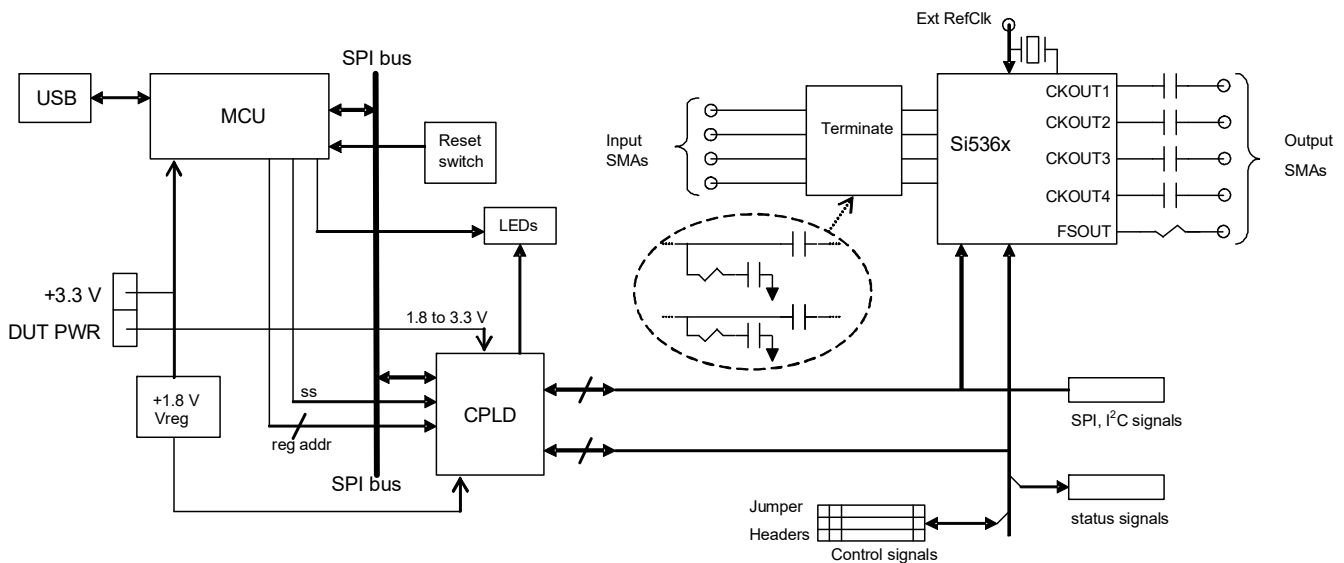 Ext RefClk
SPI bus
USB
MCU
Reset
switch
Input
SMAs
Terminate
Si536x
CKOUT1
CKOUT2
CKOUT3
CKOUT4
FSOUT
Output
SMAs
LEDs
+3.3 V
DUT PWR
1.8 to 3.3 V
+1.8 V
Vreg
ss
reg addr
CPLD
SPI bus
SPI, I²C signals
status signals
Jumper
Headers
Control signals